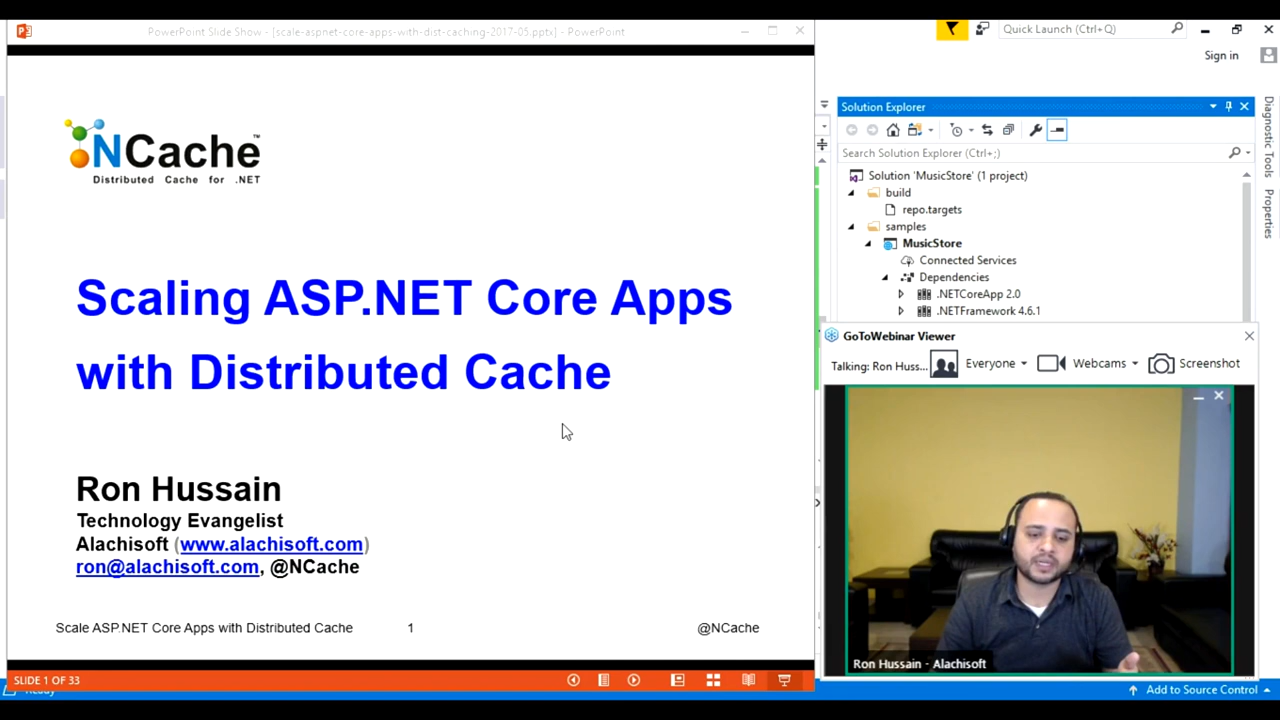 PowerPoint Slide Show - [scale-aspnet-core-apps-with-dist-caching-2017-05.pptx] - PowerPoint
NCache™
Distributed Cache for .NET
Scaling ASP.NET Core Apps
with Distributed Cache
Ron Hussain
Technology Evangelist
Alachisoft (www.alachisoft.com)
ron@alachisoft.com, @NCache
Scale ASP.NET Core Apps with Distributed Cache 1 @NCache
SLIDE 1 OF 33
Ready
Quick Launch (Ctrl+Q)
Sign in
Solution Explorer
Search Solution Explorer (Ctrl+;)
Solution 'MusicStore' (1 project)
build
repo.targets
samples
MusicStore
Connected Services
Dependencies
.NETCoreApp 2.0
.NETFramework 4.6.1
Diagnostic Tools
Properties
GoToWebinar Viewer
Talking: Ron Huss... Everyone Webcams Screenshot
Ron Hussain - Alachisoft
Add to Source Control